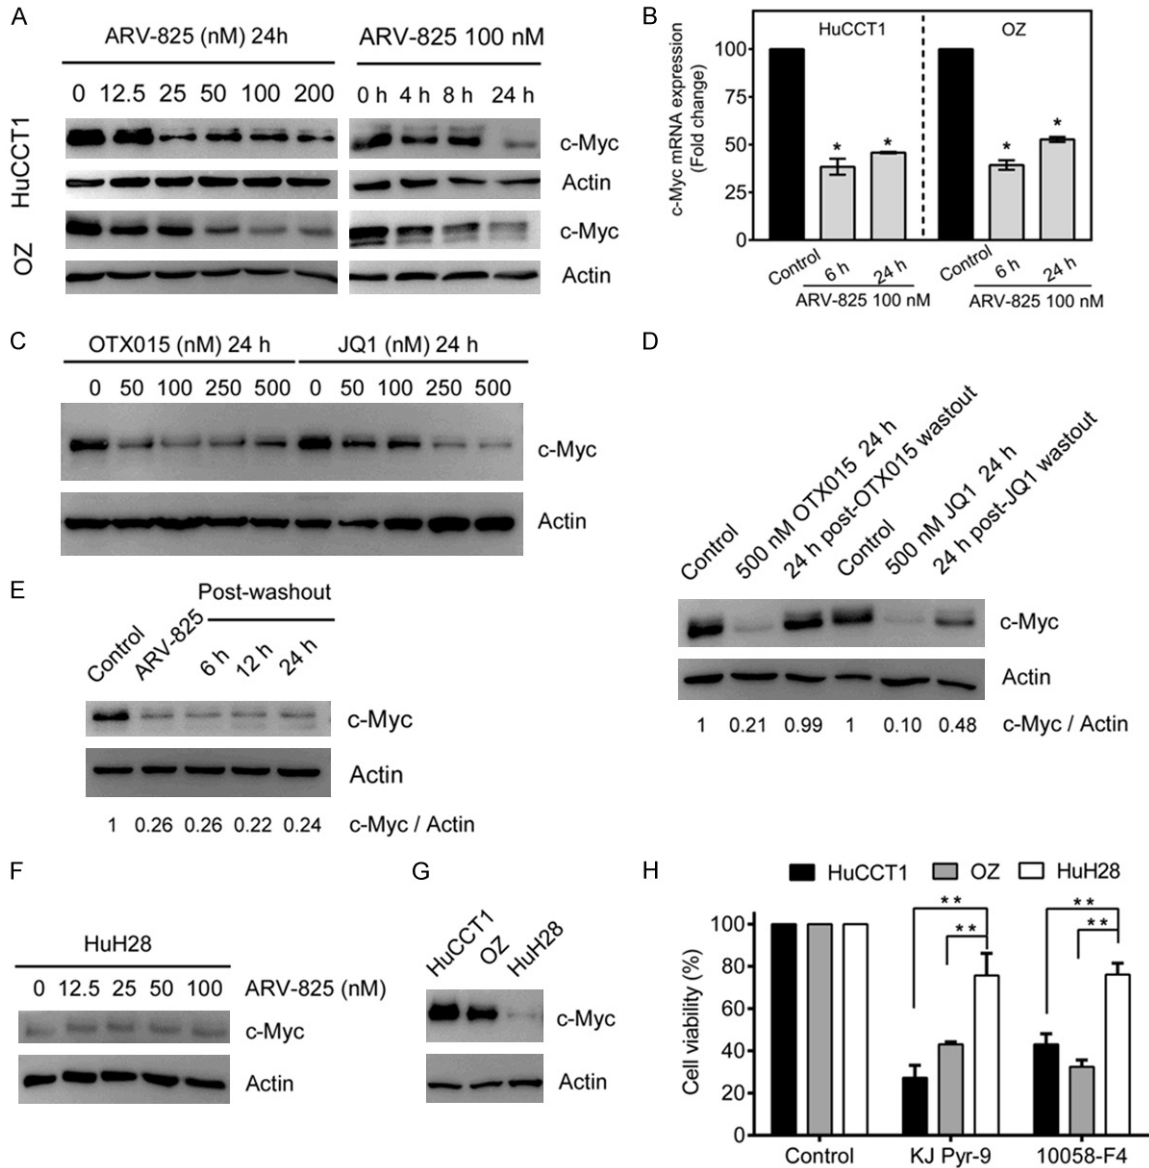 A
ARV-825 (nM) 24h
ARV-825 100 nM
0 12.5 25 50 100 200
0 h 4 h 8 h 24 h
HuCCT1
c-Myc
Actin
OZ
c-Myc
Actin
B
c-Myc mRNA expression
(Fold change)
HuCCT1
OZ
100
75
50
25
0
* * * *
Control 6 h 24 h Control 6 h 24 h
ARV-825 100 nM ARV-825 100 nM
C
OTX015 (nM) 24 h
JQ1 (nM) 24 h
0 50 100 250 500 0 50 100 250 500
c-Myc
Actin
D
Control
500 nM OTX015 24 h
24 h post-OTX015 wastout
Control
500 nM JQ1 24 h
24 h post-JQ1 wastout
c-Myc
Actin
1 0.21 0.99 1 0.10 0.48 c-Myc / Actin
E
Post-washout
Control
ARV-825
6 h
12 h
24 h
c-Myc
Actin
1 0.26 0.26 0.22 0.24 c-Myc / Actin
F
HuH28
0 12.5 25 50 100 ARV-825 (nM)
c-Myc
Actin
G
HuCCT1
OZ
HuH28
c-Myc
Actin
H
HuCCT1 OZ HuH28
Cell viability (%)
100
80
60
40
20
0
** **
** **
Control KJ Pyr-9 10058-F4